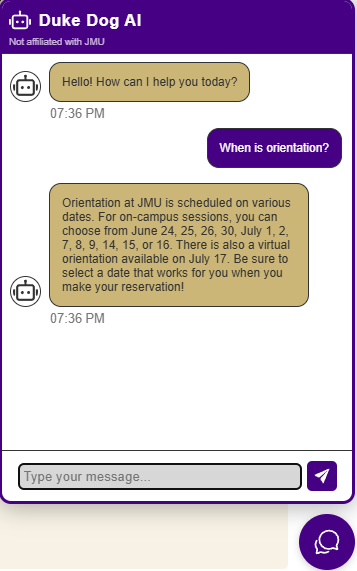 Duke Dog AI
Not affiliated with JMU
Hello! How can I help you today?
07:36 PM
When is orientation?
Orientation at JMU is scheduled on various
dates. For on-campus sessions, you can
choose from June 24, 25, 26, 30, July 1, 2,
7, 8, 9, 14, 15, or 16. There is also a virtual
orientation available on July 17. Be sure to
select a date that works for you when you
make your reservation!
07:36 PM
Type your message...